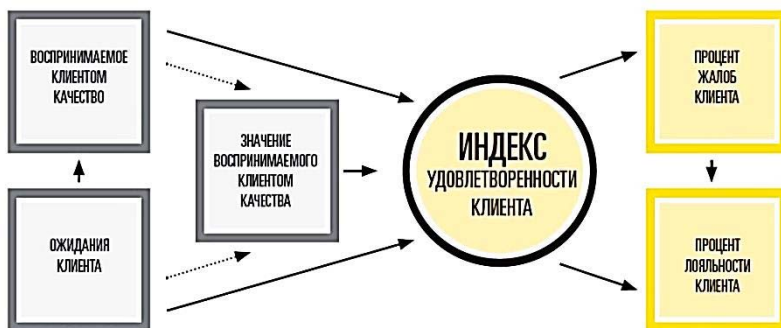 ВОСПРИНИМАЕМОЕ
КЛИЕНТОМ
КАЧЕСТВО
ОЖИДАНИЯ
КЛИЕНТА
ЗНАЧЕНИЕ
ВОСПРИНИМАЕМОГО
КЛИЕНТОМ
КАЧЕСТВА
ИНДЕКС
УДОВЛЕТВОРЕННОСТИ
КЛИЕНТА
ПРОЦЕНТ
ЖАЛОБ
КЛИЕНТА
ПРОЦЕНТ
ЛОЯЛЬНОСТИ
КЛИЕНТА